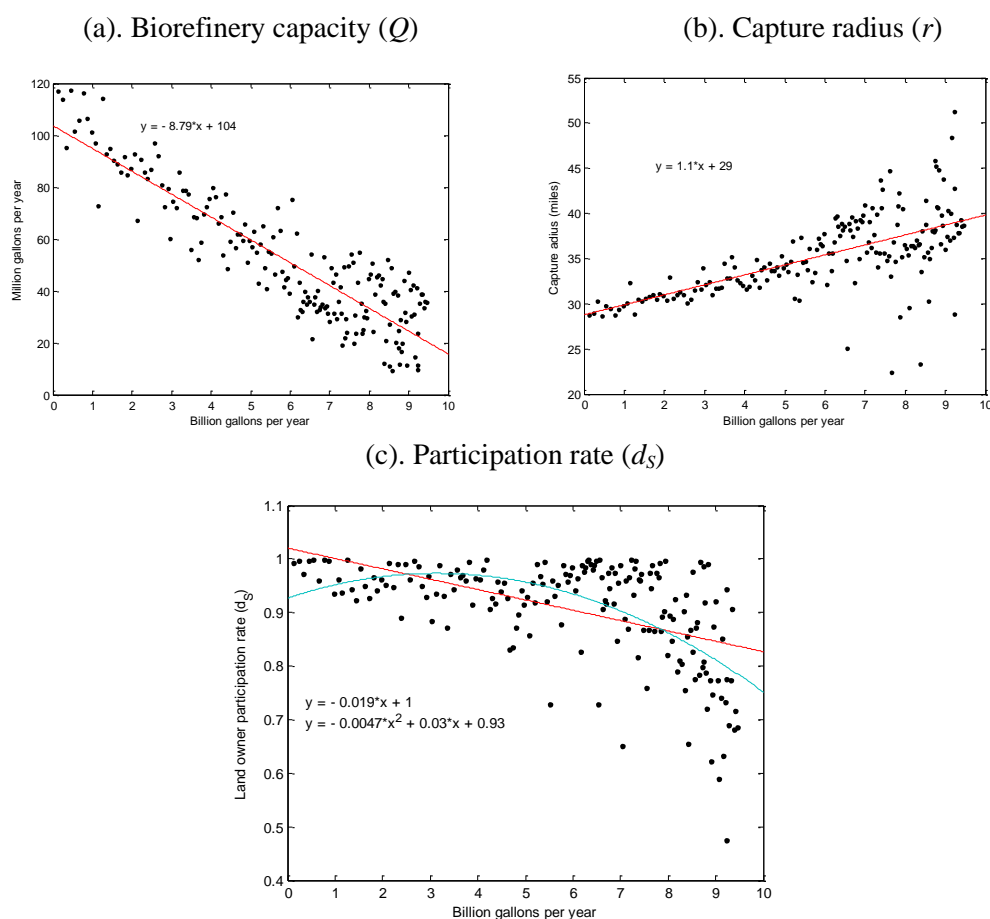 (a). Biorefinery capacity (Q)
(b). Capture radius (r)
120
100
80
60
40
20
0
Million gallons per year
y = - 8.79*x + 104
0 1 2 3 4 5 6 7 8 9 10
Billion gallons per year
55
50
45
40
35
30
25
20
Capture adius (miles)
y = 1.1*x + 29
0 1 2 3 4 5 6 7 8 9 10
Billion gallons per year
(c). Participation rate (dS)
1.1
1
0.9
0.8
0.7
0.6
0.5
0.4
Land owner participation rate (dS)
y = - 0.019*x + 1
y = - 0.0047*x2 + 0.03*x + 0.93
0 1 2 3 4 5 6 7 8 9 10
Billion gallons per year